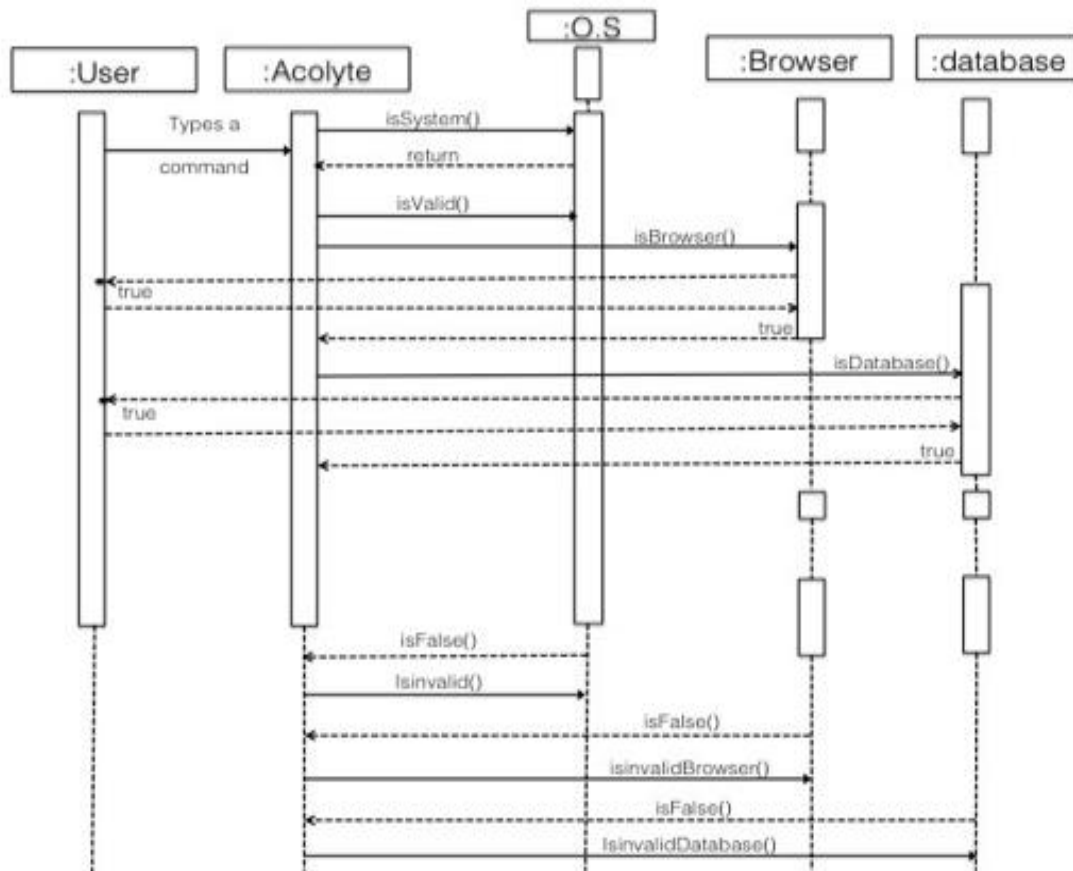 :O.S
:User
:Acolyte
:Browser
:database
Types a
command
isSystem()
return
isValid()
isBrowser()
true
true
isDatabase()
true
true
isFalse()
Isinvalid()
isFalse()
isinvalidBrowser()
isFalse()
IsinvalidDatabase()